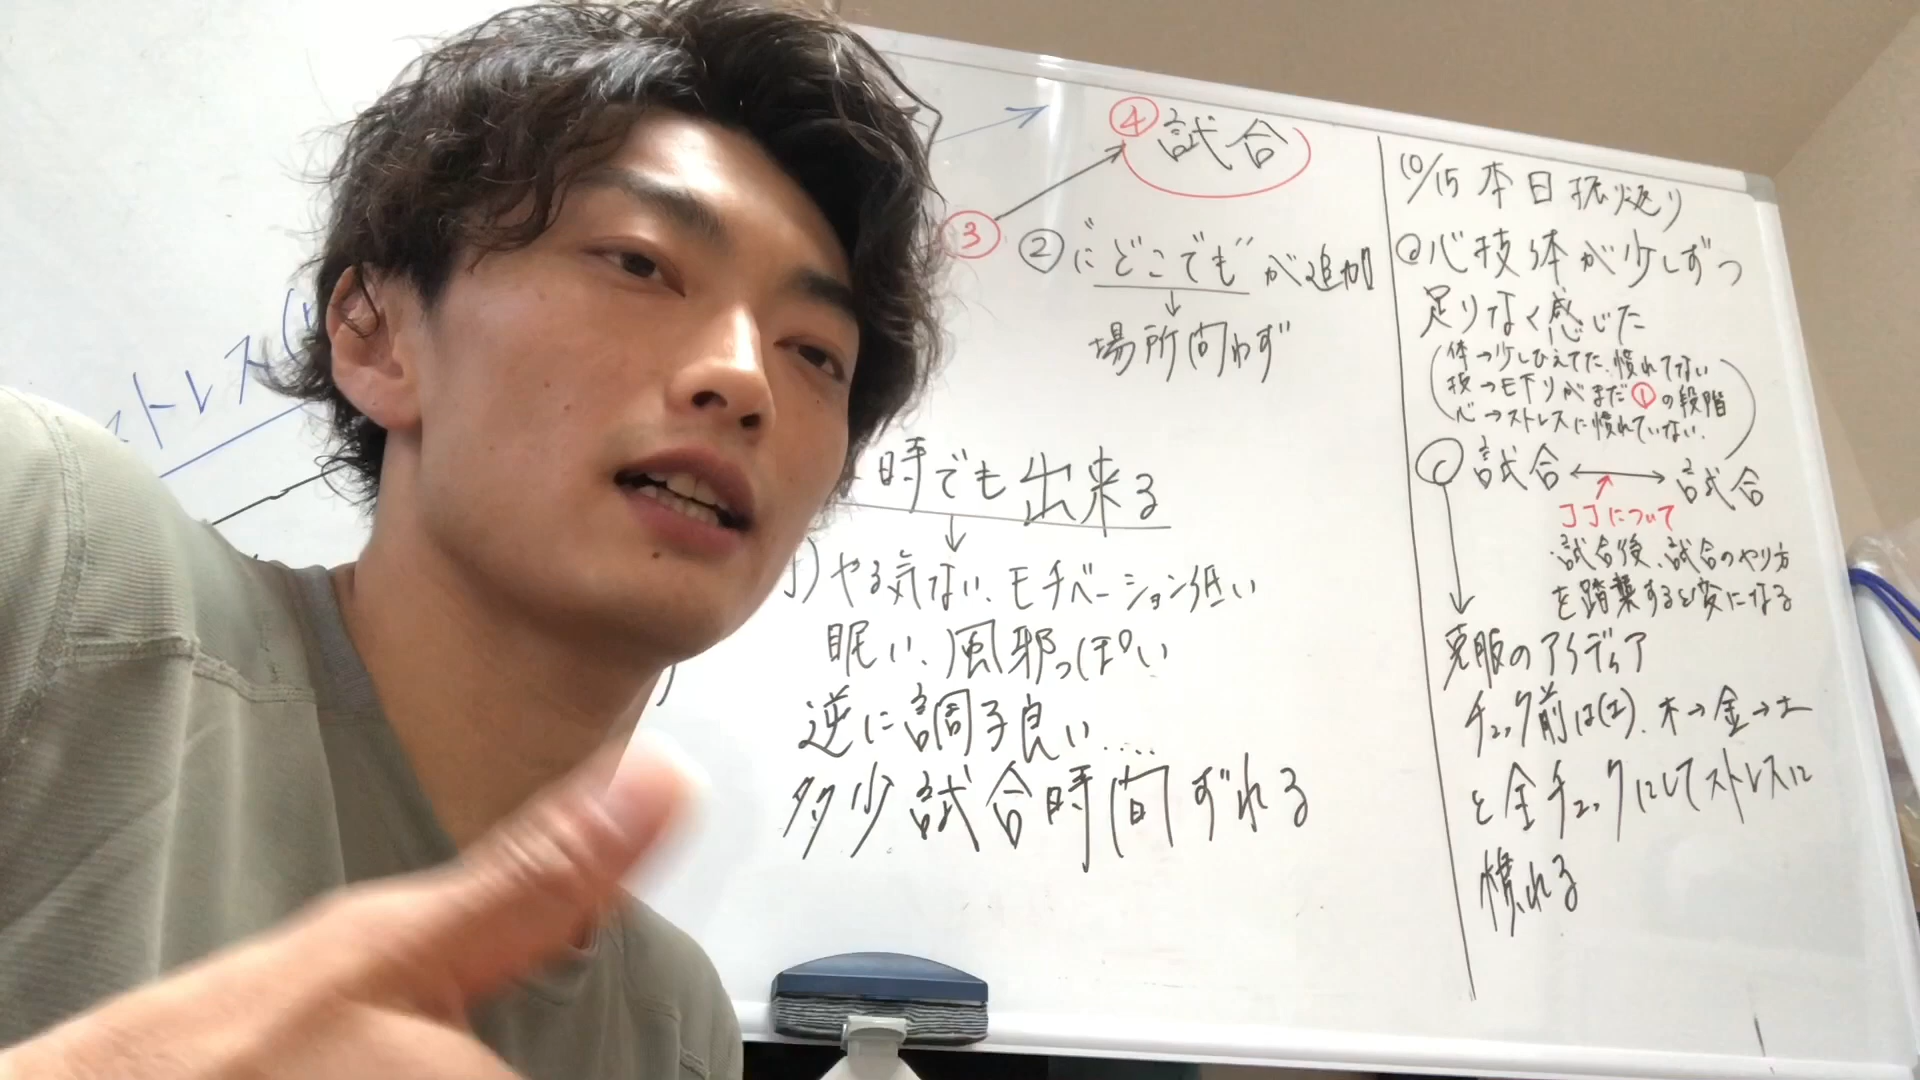 ストレス(
④試合
③
②に"どこでも"が追加
↓
場所問わず
時でも出来る
↓
)やる気ない、モチベーション低い
眠い、風邪っぽい
逆に調子良い....
多少試合時間ずれる
10/15 本日振返り
@心技体が少しずつ
足りなく感じた
(体→少しひえてた、慣れてない
技→モ下リがまだ①の段階
心→ストレスに慣れていない.)
試合 ↔ 試合
ココについて
・試合後、試合のやり方
を踏襲すると変になる
克服のアイディア
チェック前は(土)、木→金→土
と全チェックにしてストレスに
慣れる